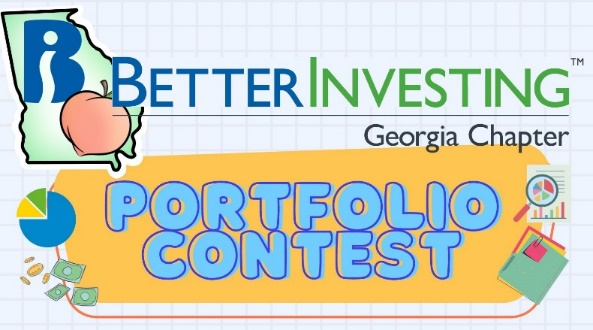 BETTERINVESTING™
Georgia Chapter
PORTFOLIO
CONTEST